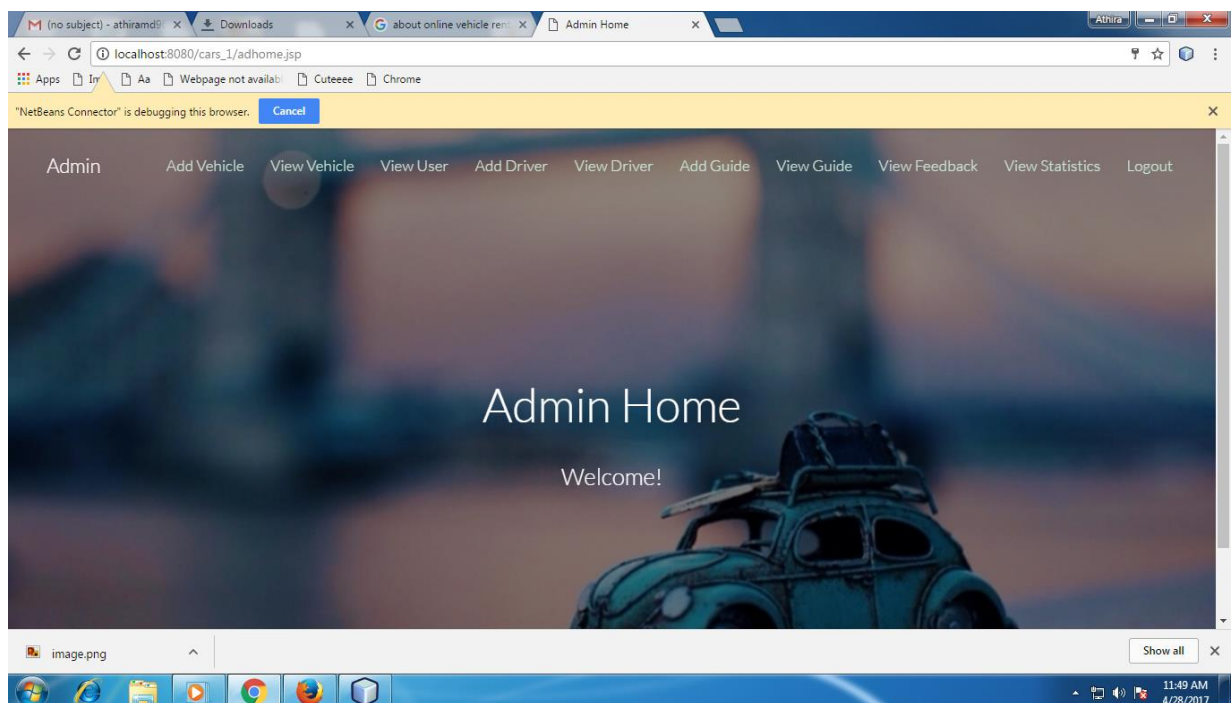 (no subject) - athiramd9
Downloads
about online vehicle ren
Admin Home
Athira
localhost:8080/cars_1/adhome.jsp
Apps
Aa
Webpage not availab
Cuteeee
Chrome
"NetBeans Connector" is debugging this browser.
Cancel
Admin
Add Vehicle
View Vehicle
View User
Add Driver
View Driver
Add Guide
View Guide
View Feedback
View Statistics
Logout
Admin Home
Welcome!
image.png
Show all
11:49 AM
4/28/2017